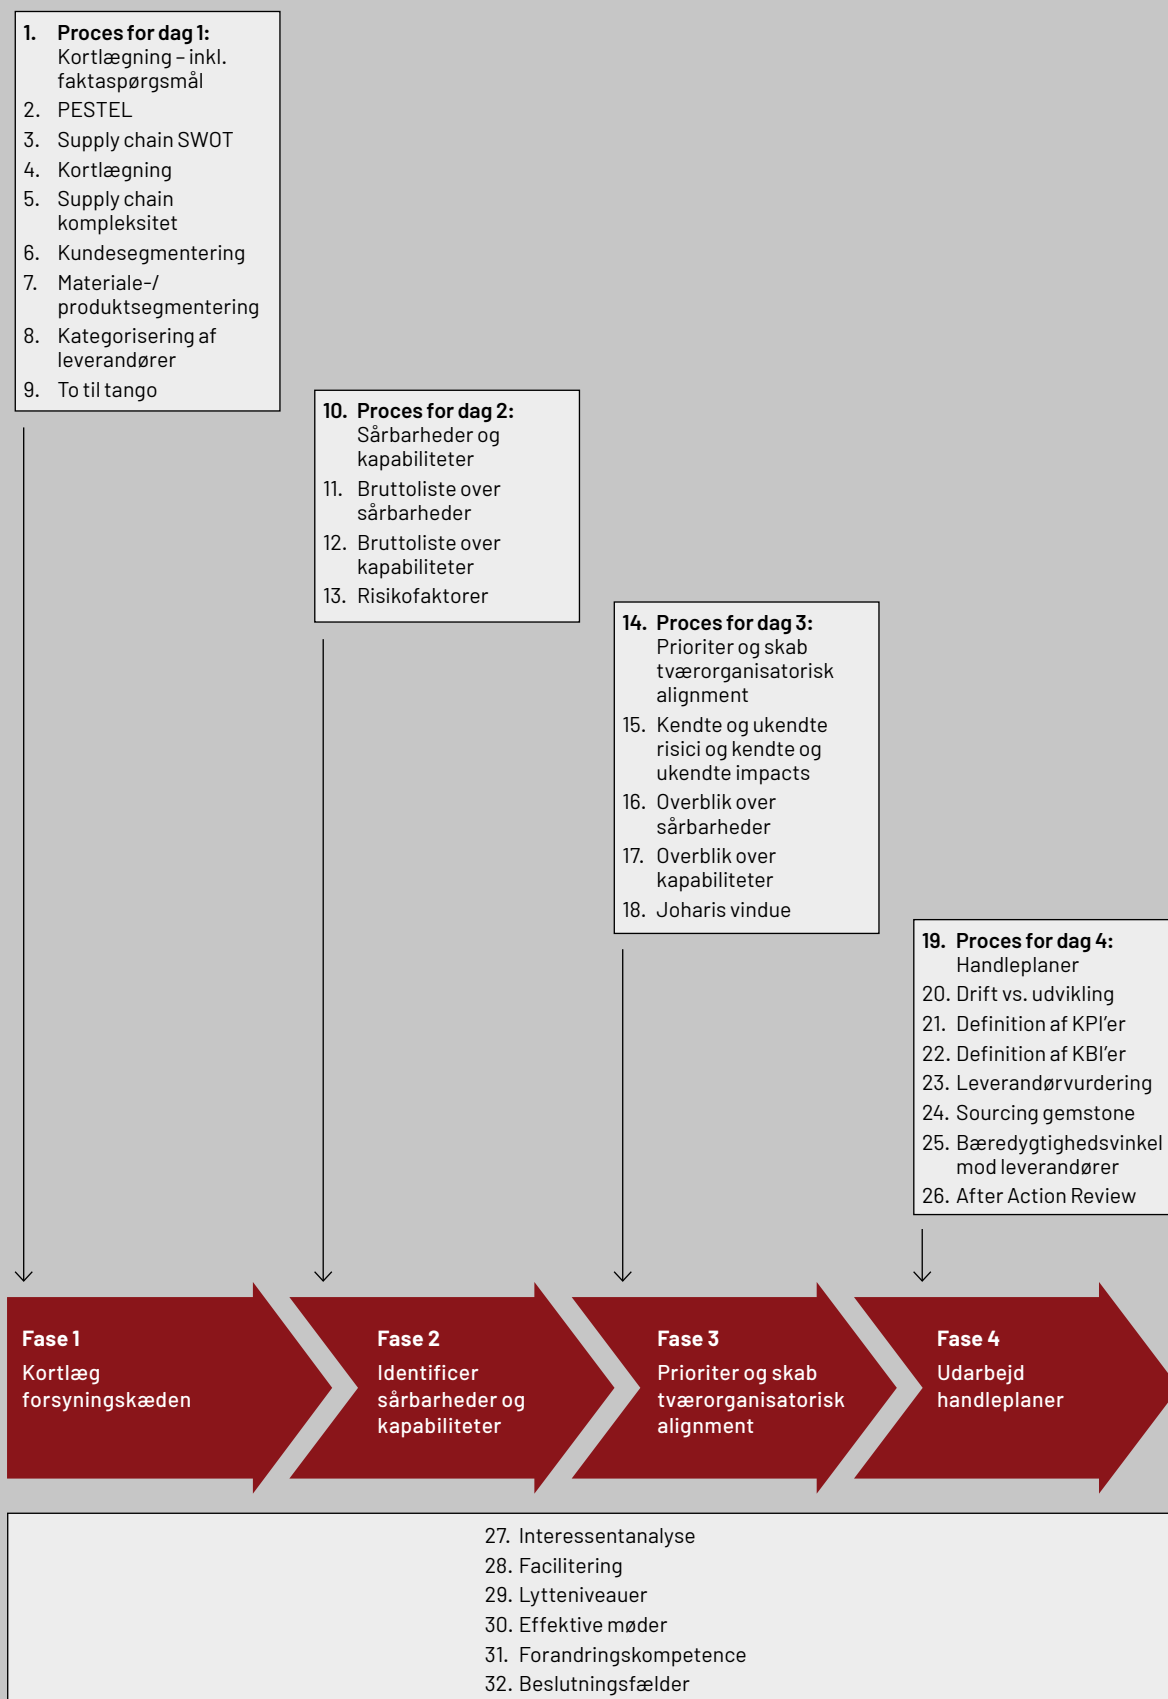 1. Proces for dag 1:
Kortlægning – inkl.
faktaspørgsmål
2. PESTEL
3. Supply chain SWOT
4. Kortlægning
5. Supply chain
kompleksitet
6. Kundesegmentering
7. Materiale-/
produktsegmentering
8. Kategorisering af
leverandører
9. To til tango
10. Proces for dag 2:
Sårbarheder og
kapabiliteter
11. Bruttoliste over
sårbarheder
12. Bruttoliste over
kapabiliteter
13. Risikofaktorer
14. Proces for dag 3:
Prioriter og skab
tværorganisatorisk
alignment
15. Kendte og ukendte
risici og kendte og
ukendte impacts
16. Overblik over
sårbarheder
17. Overblik over
kapabiliteter
18. Joharis vindue
19. Proces for dag 4:
Handleplaner
20. Drift vs. udvikling
21. Definition af KPI’er
22. Definition af KBI’er
23. Leverandørvurdering
24. Sourcing gemstone
25. Bæredygtighedsvinkel
mod leverandører
26. After Action Review
Fase 1
Kortlæg
forsyningskæden
Fase 2
Identificer
sårbarheder og
kapabiliteter
Fase 3
Prioriter og skab
tværorganisatorisk
alignment
Fase 4
Udarbejd
handleplaner
27. Interessentanalyse
28. Facilitering
29. Lytteniveauer
30. Effektive møder
31. Forandringskompetence
32. Beslutningsfælder